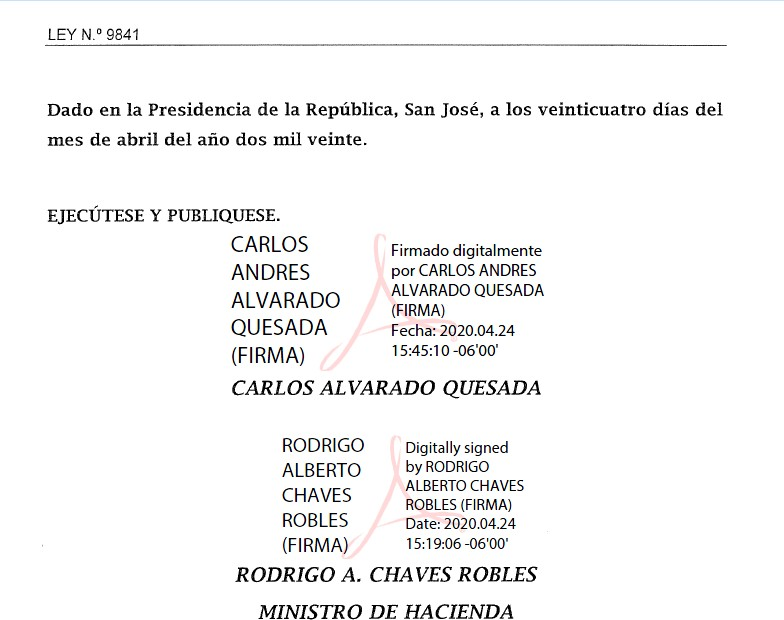 LEY N.º 9841
Dado en la Presidencia de la República, San José, a los veinticuatro días del
mes de abril del año dos mil veinte.
EJECÚTESE Y PUBLIQUESE.
CARLOS
ANDRES
ALVARADO
QUESADA
(FIRMA)
Firmado digitalmente
por CARLOS ANDRES
ALVARADO QUESADA
(FIRMA)
Fecha: 2020.04.24
15:45:10 -06'00'
CARLOS ALVARADO QUESADA
RODRIGO
ALBERTO
CHAVES
ROBLES
(FIRMA)
Digitally signed
by RODRIGO
ALBERTO CHAVES
ROBLES (FIRMA)
Date: 2020.04.24
15:19:06 -06'00'
RODRIGO A. CHAVES ROBLES
MINISTRO DE HACIENDA